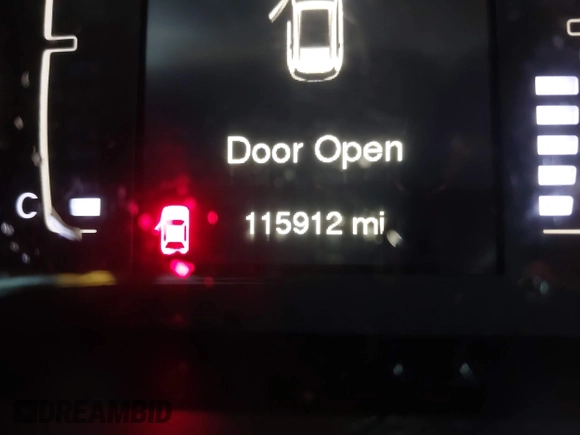 Door Open
C
115912 mi
DREAMBID